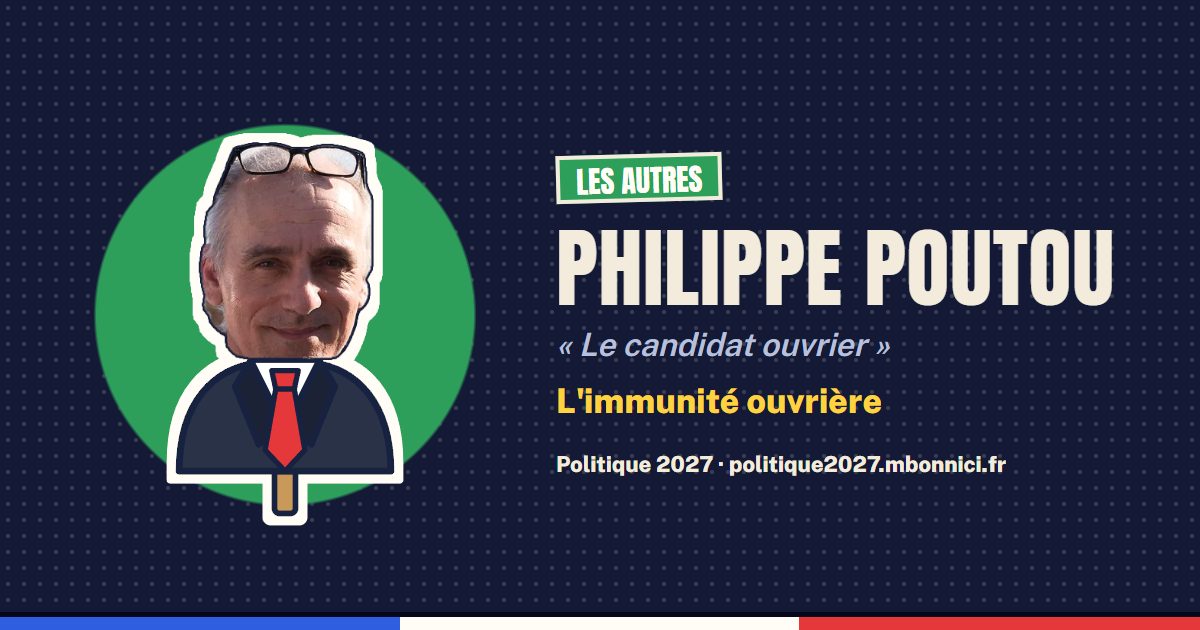 LES AUTRES
PHILIPPE POUTOU
« Le candidat ouvrier »
L'immunité ouvrière
Politique 2027 · politique2027.mbonnici.fr